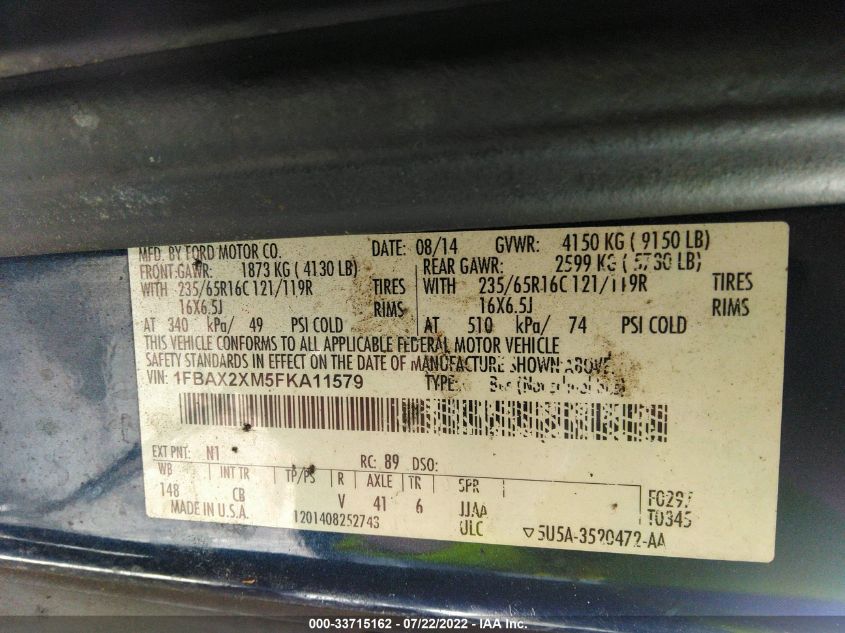 MFD. BY FORD MOTOR CO. DATE: 08/14 GVWR: 4150 KG ( 9150 LB)
FRONT GAWR: 1873 KG ( 4130 LB) REAR GAWR: 2599 KG ( 5730 LB)
WITH 235/65R16C 121/119R TIRES WITH 235/65R16C 121/119R TIRES
16X6.5J RIMS 16X6.5J RIMS
AT 340 kPa/ 49 PSI COLD AT 510 kPa/ 74 PSI COLD
THIS VEHICLE CONFORMS TO ALL APPLICABLE FEDERAL MOTOR VEHICLE
SAFETY STANDARDS IN EFFECT ON THE DATE OF MANUFACTURE SHOWN ABOVE
VIN: 1FBAX2XM5FKA11579 TYPE:
EXT PNT: N1 RC: 89 DSO:
WB INT TR TP/PS R AXLE TR SPR
148 CB V 41 6 JJAA F0297
MADE IN U.S.A. 1201408252743 ULC T0345
▽5U5A-3520472-AA
000-33715162 - 07/22/2022 - IAA Inc.